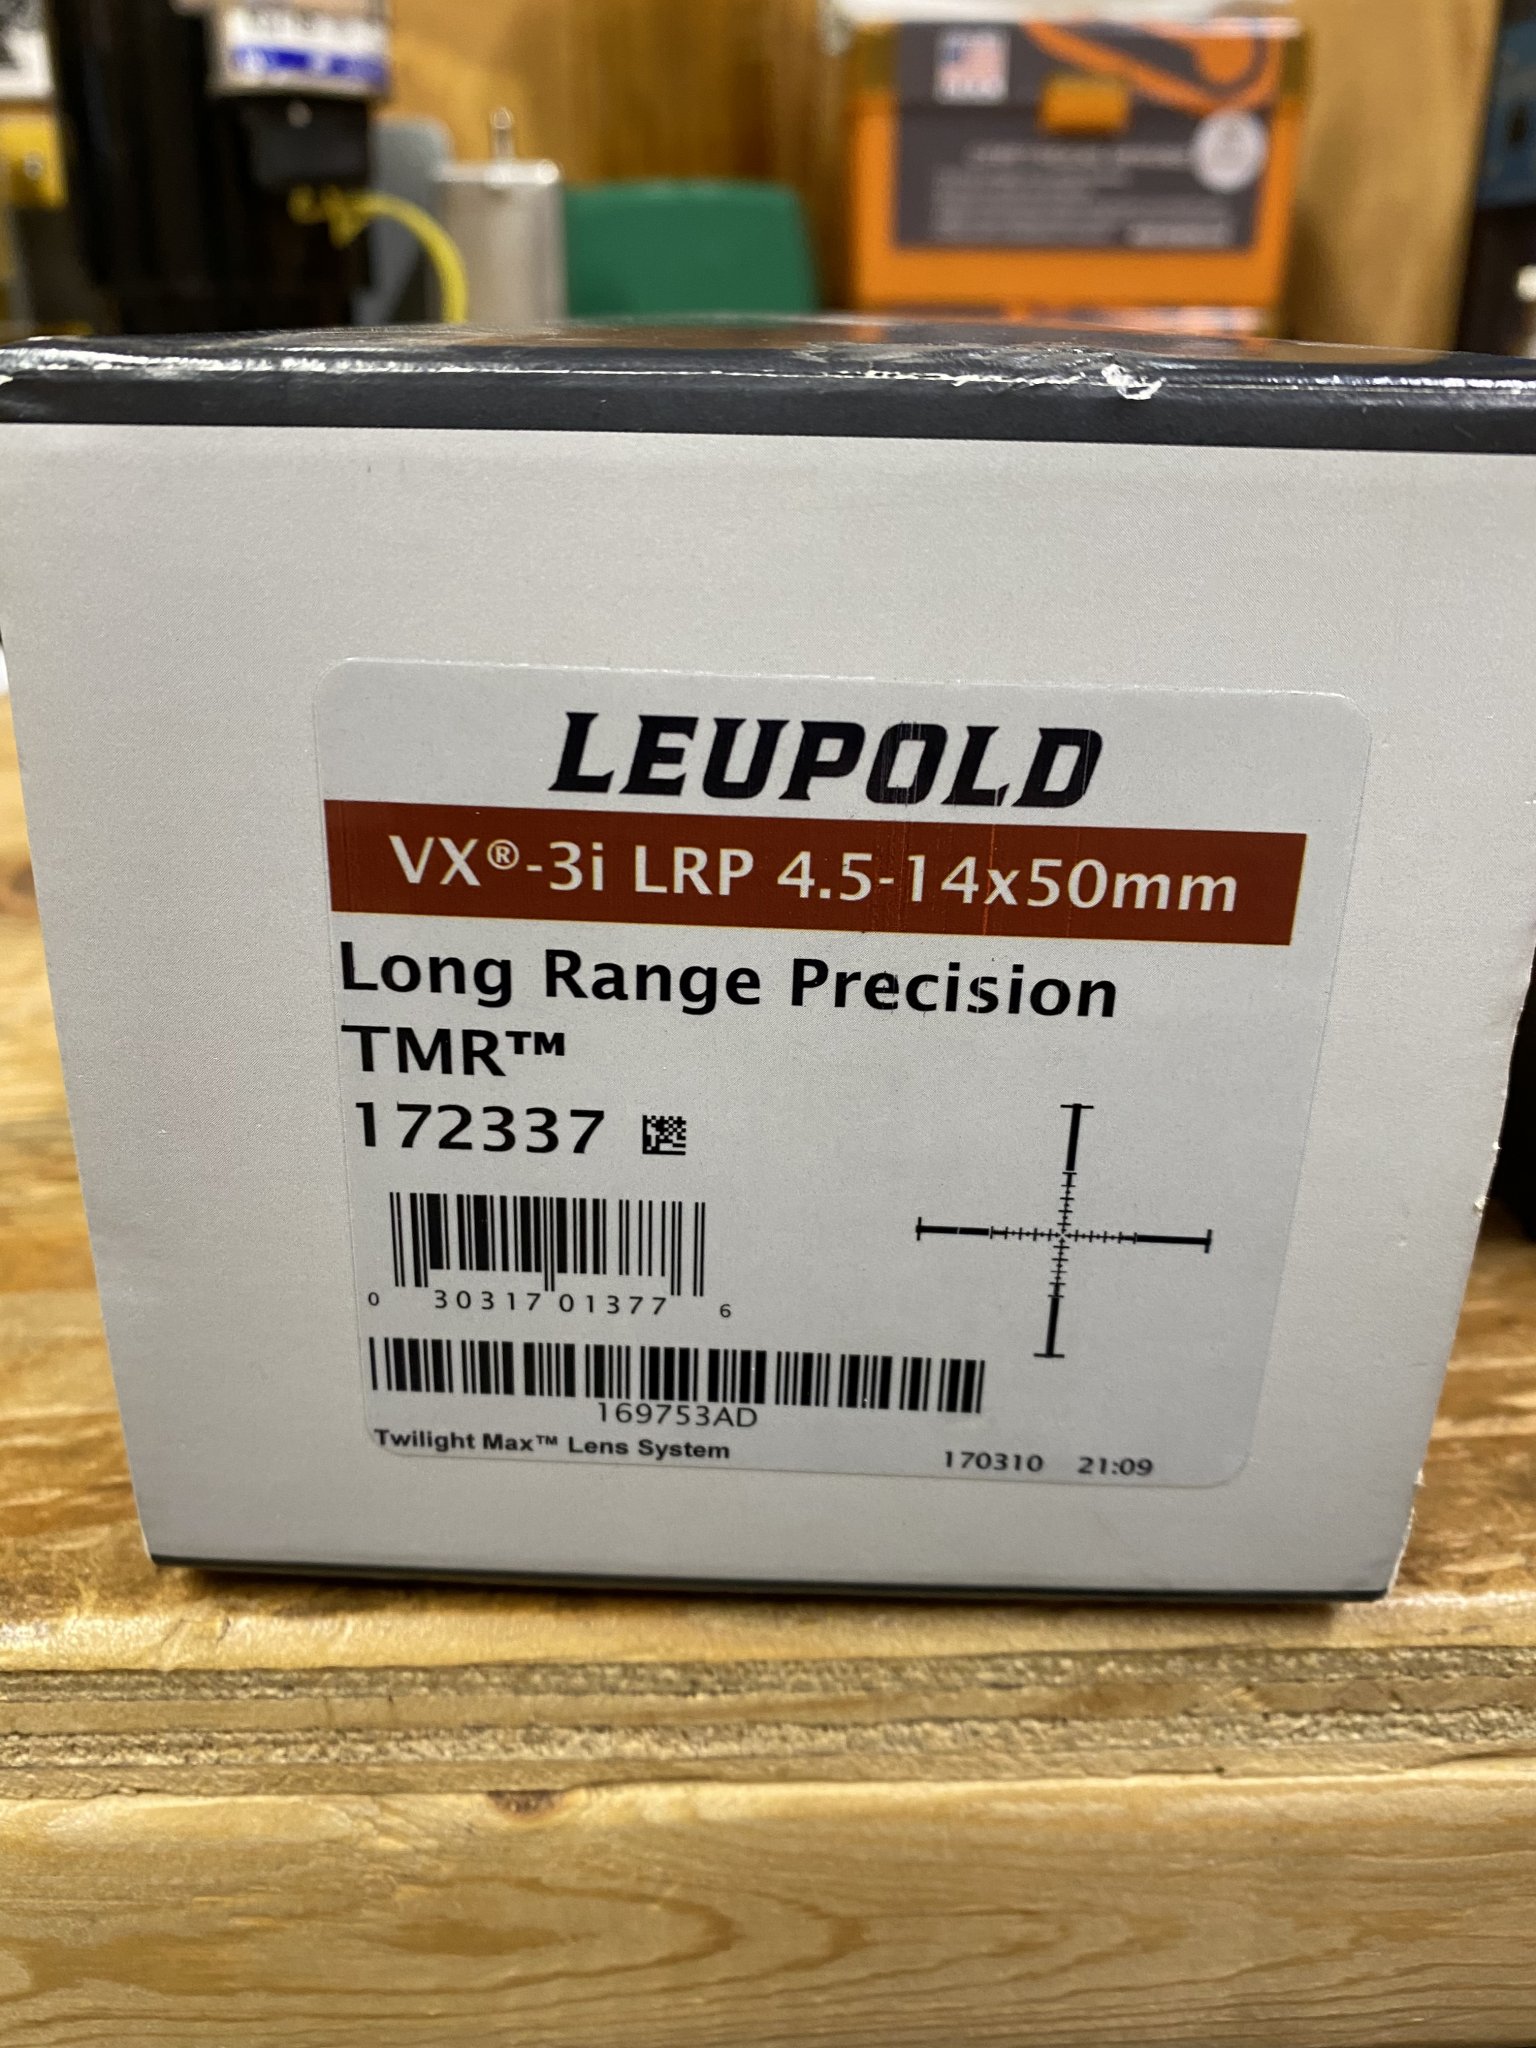 LEUPOLD
VX®-3i LRP 4.5-14x50mm
Long Range Precision
TMR™
172337
0 30317 01377 6
169753AD
Twilight Max™ Lens System 170310 21:09